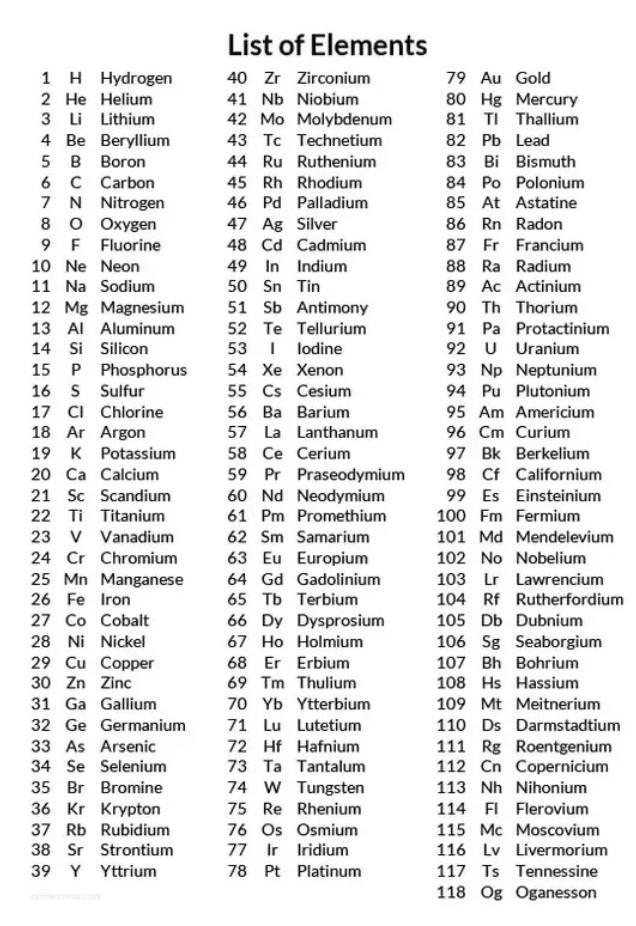 List of Elements
1 H Hydrogen
2 He Helium
3 Li Lithium
4 Be Beryllium
5 B Boron
6 C Carbon
7 N Nitrogen
8 O Oxygen
9 F Fluorine
10 Ne Neon
11 Na Sodium
12 Mg Magnesium
13 Al Aluminum
14 Si Silicon
15 P Phosphorus
16 S Sulfur
17 Cl Chlorine
18 Ar Argon
19 K Potassium
20 Ca Calcium
21 Sc Scandium
22 Ti Titanium
23 V Vanadium
24 Cr Chromium
25 Mn Manganese
26 Fe Iron
27 Co Cobalt
28 Ni Nickel
29 Cu Copper
30 Zn Zinc
31 Ga Gallium
32 Ge Germanium
33 As Arsenic
34 Se Selenium
35 Br Bromine
36 Kr Krypton
37 Rb Rubidium
38 Sr Strontium
39 Y Yttrium
40 Zr Zirconium
41 Nb Niobium
42 Mo Molybdenum
43 Tc Technetium
44 Ru Ruthenium
45 Rh Rhodium
46 Pd Palladium
47 Ag Silver
48 Cd Cadmium
49 In Indium
50 Sn Tin
51 Sb Antimony
52 Te Tellurium
53 I Iodine
54 Xe Xenon
55 Cs Cesium
56 Ba Barium
57 La Lanthanum
58 Ce Cerium
59 Pr Praseodymium
60 Nd Neodymium
61 Pm Promethium
62 Sm Samarium
63 Eu Europium
64 Gd Gadolinium
65 Tb Terbium
66 Dy Dysprosium
67 Ho Holmium
68 Er Erbium
69 Tm Thulium
70 Yb Ytterbium
71 Lu Lutetium
72 Hf Hafnium
73 Ta Tantalum
74 W Tungsten
75 Re Rhenium
76 Os Osmium
77 Ir Iridium
78 Pt Platinum
79 Au Gold
80 Hg Mercury
81 Tl Thallium
82 Pb Lead
83 Bi Bismuth
84 Po Polonium
85 At Astatine
86 Rn Radon
87 Fr Francium
88 Ra Radium
89 Ac Actinium
90 Th Thorium
91 Pa Protactinium
92 U Uranium
93 Np Neptunium
94 Pu Plutonium
95 Am Americium
96 Cm Curium
97 Bk Berkelium
98 Cf Californium
99 Es Einsteinium
100 Fm Fermium
101 Md Mendelevium
102 No Nobelium
103 Lr Lawrencium
104 Rf Rutherfordium
105 Db Dubnium
106 Sg Seaborgium
107 Bh Bohrium
108 Hs Hassium
109 Mt Meitnerium
110 Ds Darmstadtium
111 Rg Roentgenium
112 Cn Copernicium
113 Nh Nihonium
114 Fl Flerovium
115 Mc Moscovium
116 Lv Livermorium
117 Ts Tennessine
118 Og Oganesson